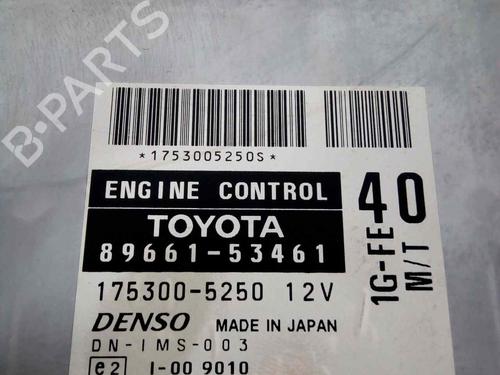 *1753005250S*
ENGINE CONTROL
TOYOTA
89661-53461
175300-5250 12V
DENSO MADE IN JAPAN
DN-IMS-003
e2 I-00 9010
40
1G-FE
M/T
B-PARTS